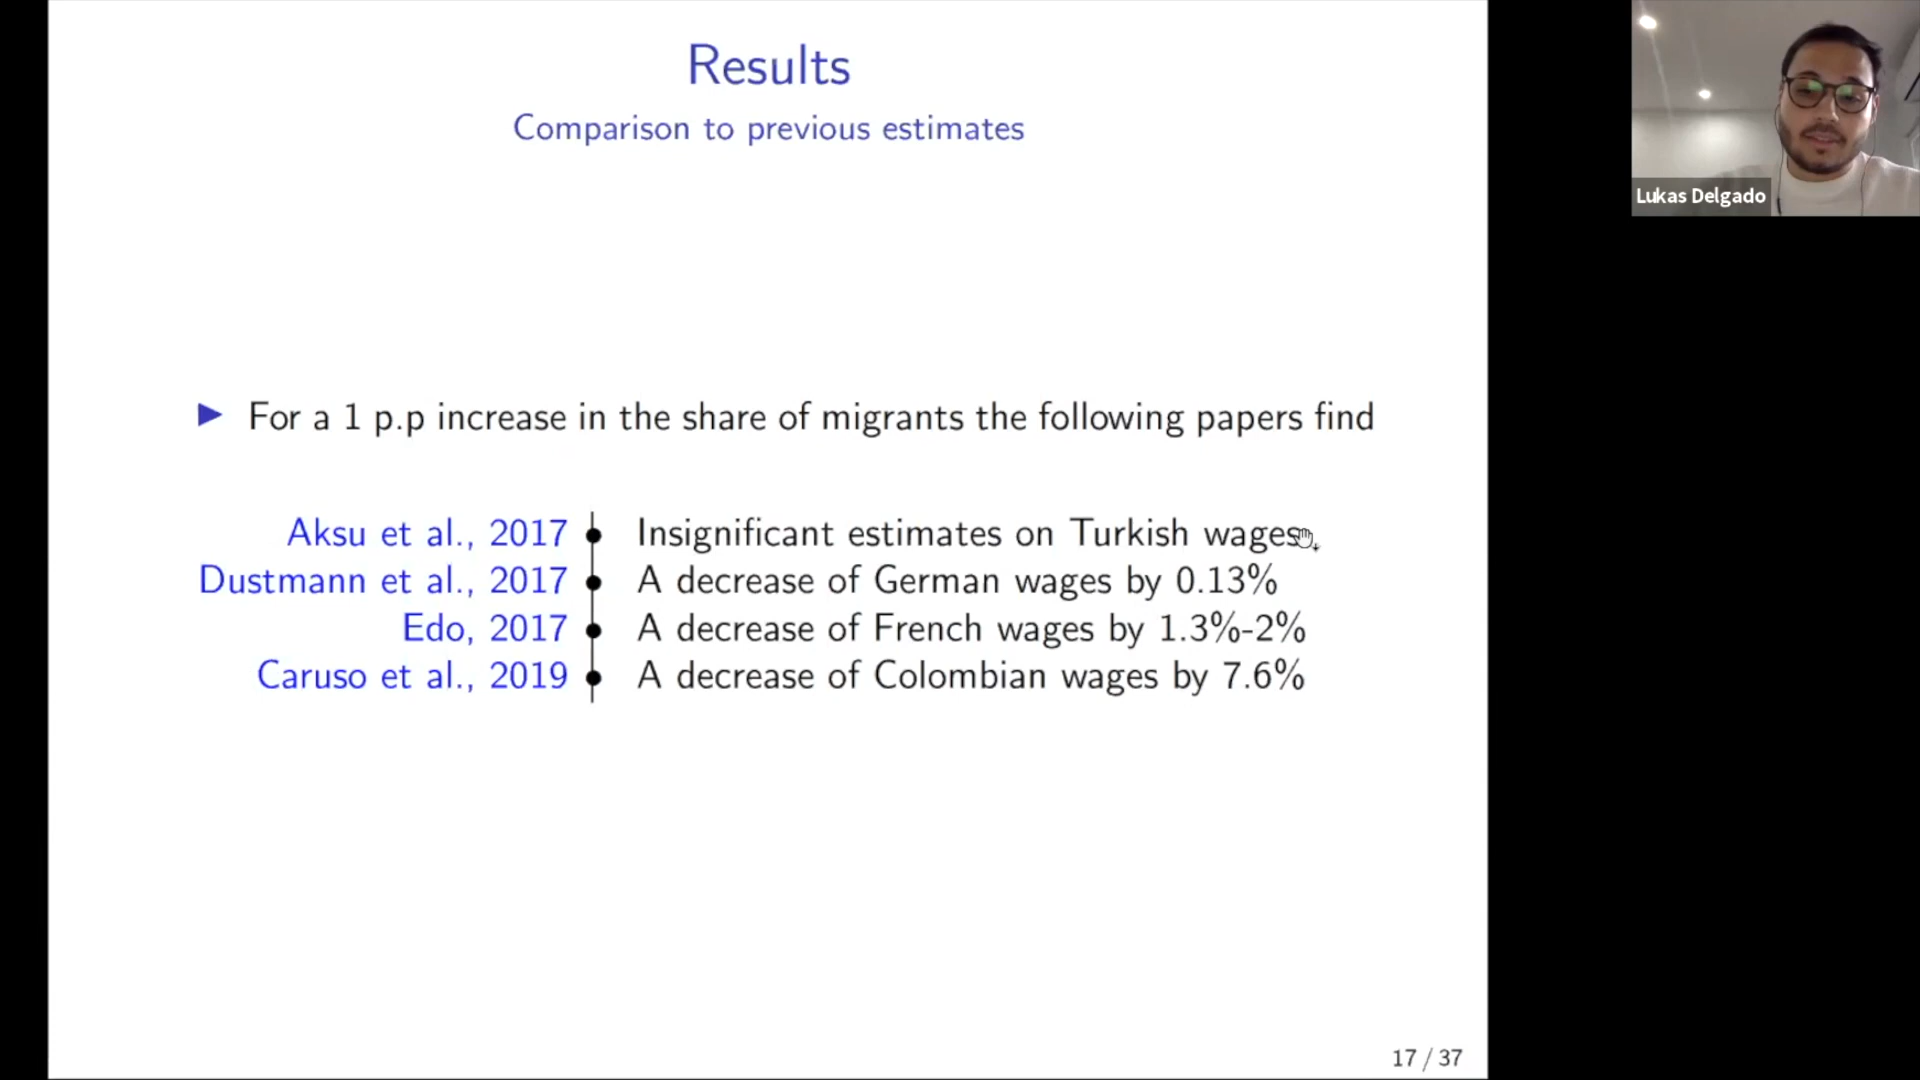 Results
Comparison to previous estimates
▶ For a 1 p.p increase in the share of migrants the following papers find
Aksu et al., 2017 • Insignificant estimates on Turkish wages
Dustmann et al., 2017 • A decrease of German wages by 0.13%
Edo, 2017 • A decrease of French wages by 1.3%-2%
Caruso et al., 2019 • A decrease of Colombian wages by 7.6%
17 / 37
Lukas Delgado